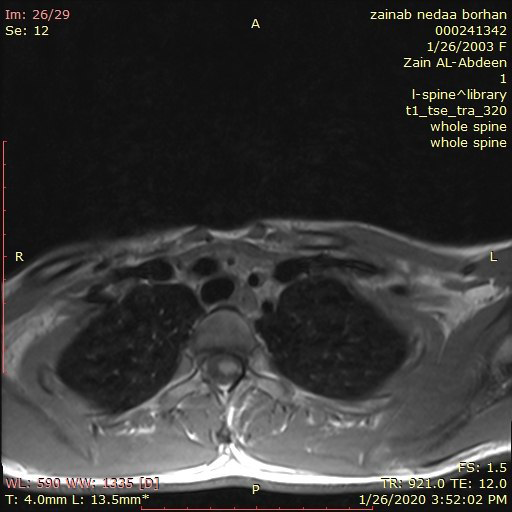 Im: 26/29
Se: 12
A
zainab nedaa borhan
000241342
1/26/2003 F
Zain AL-Abdeen
1
l-spine^library
t1_tse_tra_320
whole spine
whole spine
R
L
WL: 590 WW: 1335 [D]
T: 4.0mm L: 13.5mm*
P
FS: 1.5
TR: 921.0 TE: 12.0
1/26/2020 3:52:02 PM